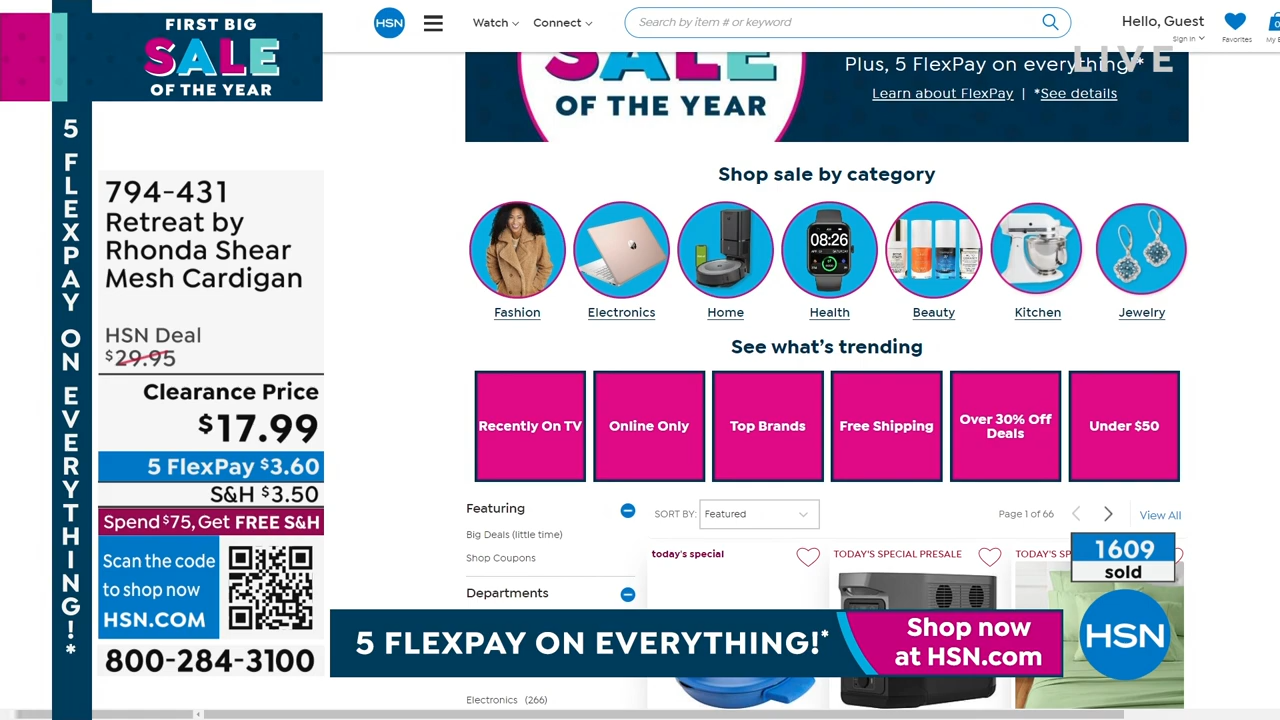 FIRST BIG
SALE
OF THE YEAR
5 FLEXPAY ON EVERYTHING!*
794-431
Retreat by
Rhonda Shear
Mesh Cardigan
HSN Deal
$29.95
Clearance Price
$17.99
5 FlexPay $3.60
S&H $3.50
Spend $75, Get FREE S&H
Scan the code
to shop now
HSN.COM
800-284-3100
HSN
Watch
Connect
Search by item # or keyword
Hello, Guest
Sign In
Favorites
0
My B
LIVE
SALE
OF THE YEAR
Plus, 5 FlexPay on everything.*
Learn about FlexPay | *See details
Shop sale by category
08:26
Fashion
Electronics
Home
Health
Beauty
Kitchen
Jewelry
See what's trending
Recently On TV
Online Only
Top Brands
Free Shipping
Over 30% Off
Deals
Under $50
Featuring
Big Deals (little time)
Shop Coupons
Departments
Electronics (266)
SORT BY:
Featured
Page 1 of 66
View All
today's special
TODAY'S SPECIAL PRESALE
TODAY'S SP
1609
sold
5 FLEXPAY ON EVERYTHING!*
Shop now
at HSN.com
HSN